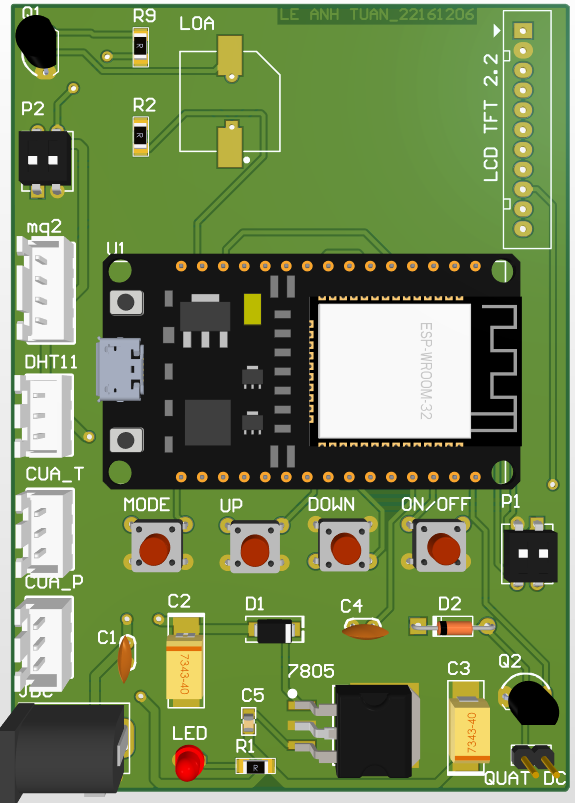 LE ANH TUAN_22161206
Q1
R9
LOA
P2
R2
LCD TFT 2.2
mq2
U1
ESP-WROOM-32
DHT11
CUA_T
MODE
UP
DOWN
ON/OFF
P1
CUA_P
C2
D1
C4
D2
C1
7343-40
7805
C3
Q2
JDC
C5
7343-40
LED
R1
QUAT DC